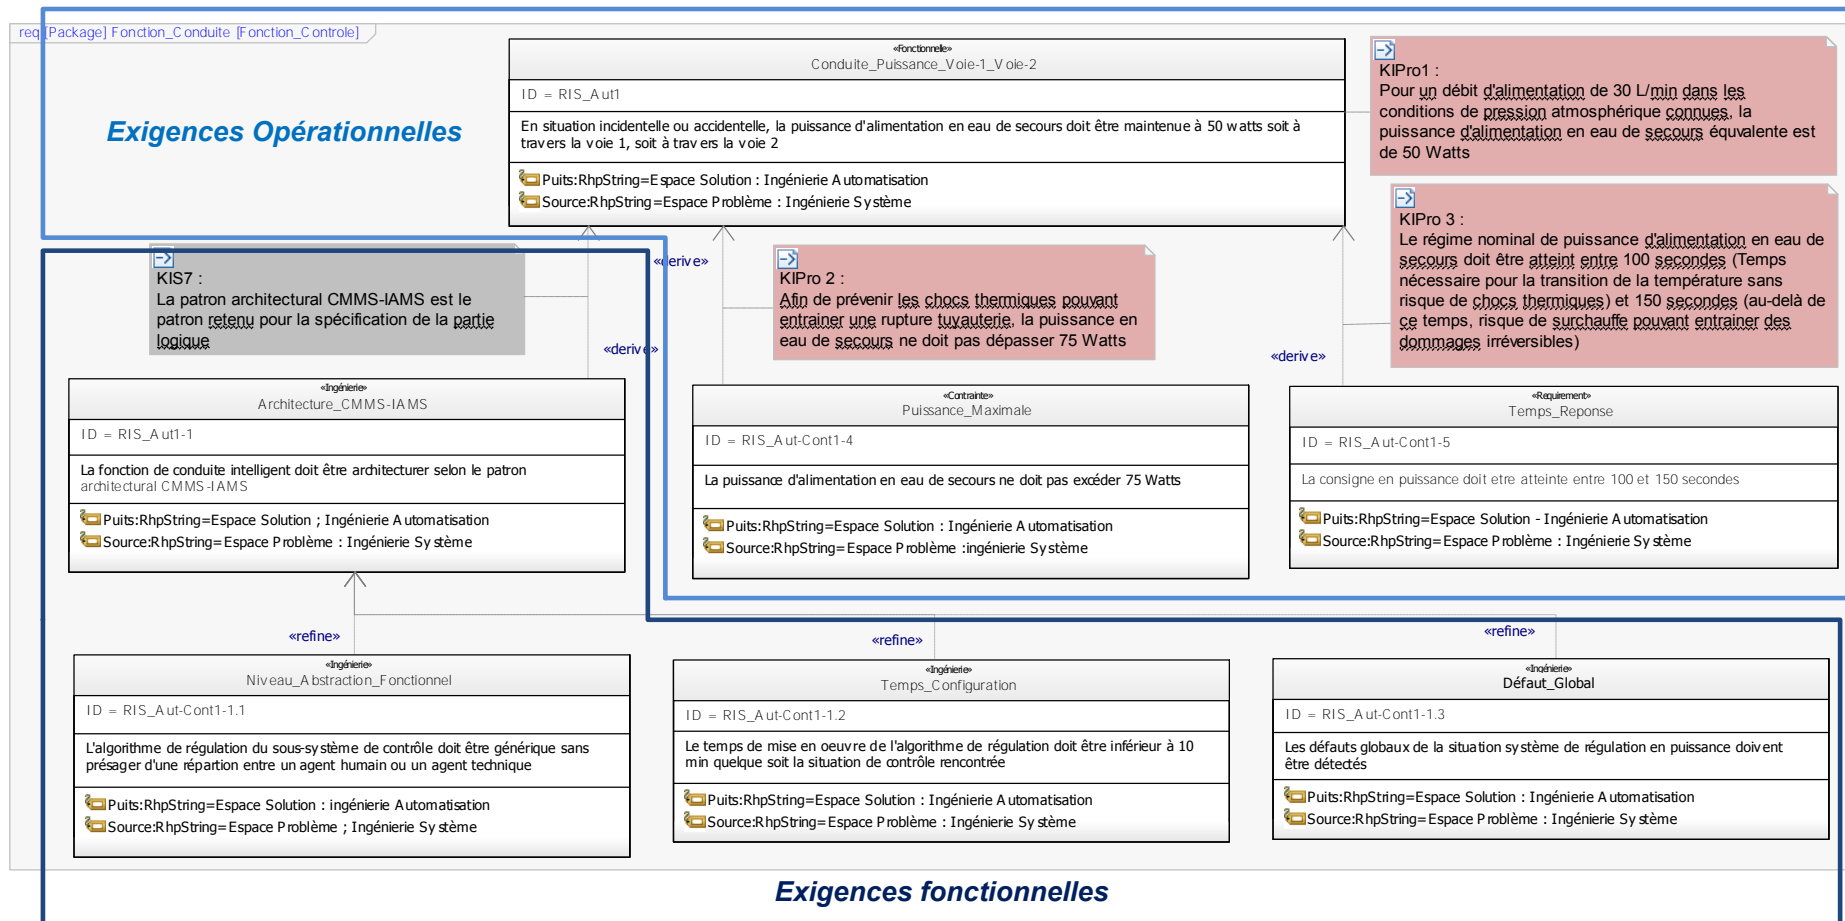 req [Package] Fonction_Conduite [Fonction_Controle]
«Fonctionnelle»
Conduite_Puissance_Voie-1_Voie-2
ID = RIS_Aut1
En situation incidentelle ou accidentelle, la puissance d'alimentation en eau de secours doit être maintenue à 50 watts soit à
travers la voie 1, soit à travers la voie 2
Puits:RhpString=Espace Solution : Ingénierie Automatisation
Source:RhpString=Espace Problème : Ingénierie Système
Exigences Opérationnelles
KIPro1 :
Pour un débit d'alimentation de 30 L/min dans les
conditions de pression atmosphérique connues, la
puissance d'alimentation en eau de secours équvalente est
de 50 Watts
KIPro 3 :
Le régime nominal de puissance d'alimentation en eau de
secours doit être atteint entre 100 secondes (Temps
nécessaire pour la transition de la température sans
risque de chocs thermiques) et 150 secondes (au-delà de
ce temps, risque de surchauffe pouvant entrainer des
dommages irréversibles)
KIS7 :
La patron architectural CMMS-IAMS est le
patron retenu pour la spécification de la partie
logique
«derive»
KIPro 2 :
Afin de prévenir les chocs thermiques pouvant
entrainer une rupture tuyauterie, la puissance en
eau de secours ne doit pas dépasser 75 Watts
«derive»
«derive»
«Ingénierie»
Architecture_CMMS-IAMS
ID = RIS_Aut1-1
La fonction de conduite intelligent doit être architecturer selon le patron
architectural CMMS-IAMS
Puits:RhpString=Espace Solution ; Ingénierie Automatisation
Source:RhpString=Espace Problème : Ingénierie Système
«Contrainte»
Puissance_Maximale
ID = RIS_Aut-Cont1-4
La puissance d'alimentation en eau de secours ne doit pas excéder 75 Watts
Puits:RhpString=Espace Solution : Ingénierie Automatisation
Source:RhpString=Espace Problème :ingénierie Système
«Requirement»
Temps_Reponse
ID = RIS_Aut-Cont1-5
La consigne en puissance doit etre atteinte entre 100 et 150 secondes
Puits:RhpString=Espace Solution - Ingénierie Automatisation
Source:RhpString=Espace Problème : Ingénierie Système
«refine»
«refine»
«refine»
«Ingénierie»
Niveau_Abstraction_Fonctionnel
ID = RIS_Aut-Cont1-1.1
L'algorithme de régulation du sous-système de contrôle doit être générique sans
présager d'une répartion entre un agent humain ou un agent technique
Puits:RhpString=Espace Solution : ingénierie Automatisation
Source:RhpString=Espace Problème ; Ingénierie Système
«Ingénierie»
Temps_Configuration
ID = RIS_Aut-Cont1-1.2
Le temps de mise en oeuvre de l'algorithme de régulation doit être inférieur à 10
min quelque soit la situation de contrôle rencontrée
Puits:RhpString=Espace Solution : Ingénierie Automatisation
Source:RhpString=Espace Problème : Ingénierie Système
«Ingénierie»
Défaut_Global
ID = RIS_Aut-Cont1-1.3
Les défauts globaux de la situation système de régulation en puissance doivent
être détectés
Puits:RhpString=Espace Solution : Ingénierie Automatisation
Source:RhpString=Espace Problème : Ingénierie Système
Exigences fonctionnelles